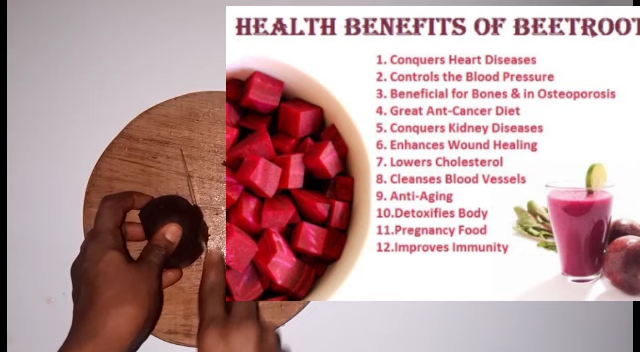 HEALTH BENEFITS OF BEETROOT
1. Conquers Heart Diseases
2. Controls the Blood Pressure
3. Beneficial for Bones & in Osteoporosis
4. Great Ant-Cancer Diet
5. Conquers Kidney Diseases
6. Enhances Wound Healing
7. Lowers Cholesterol
8. Cleanses Blood Vessels
9. Anti-Aging
10.Detoxifies Body
11.Pregnancy Food
12.Improves Immunity